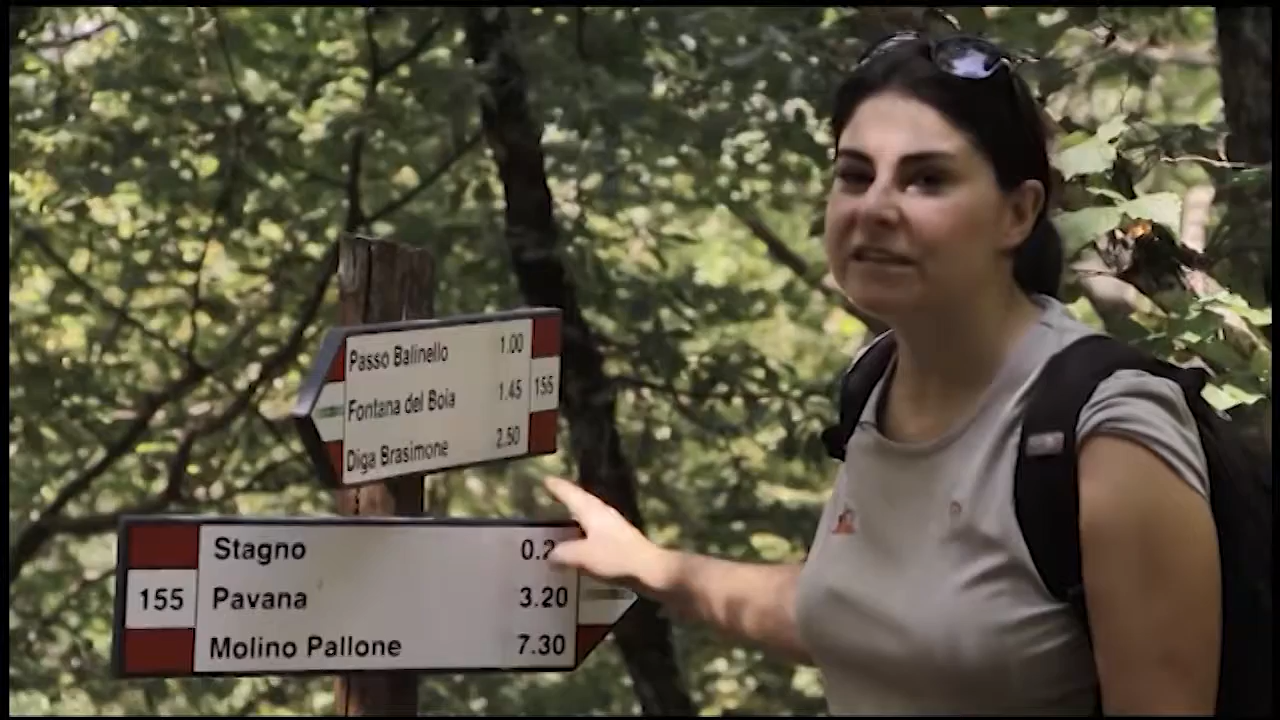 Passo Balinello 1.00
Fontana del Boia 1.45
Diga Brasimone 2.50
155
155
Stagno
Pavana 3.20
Molino Pallone 7.30